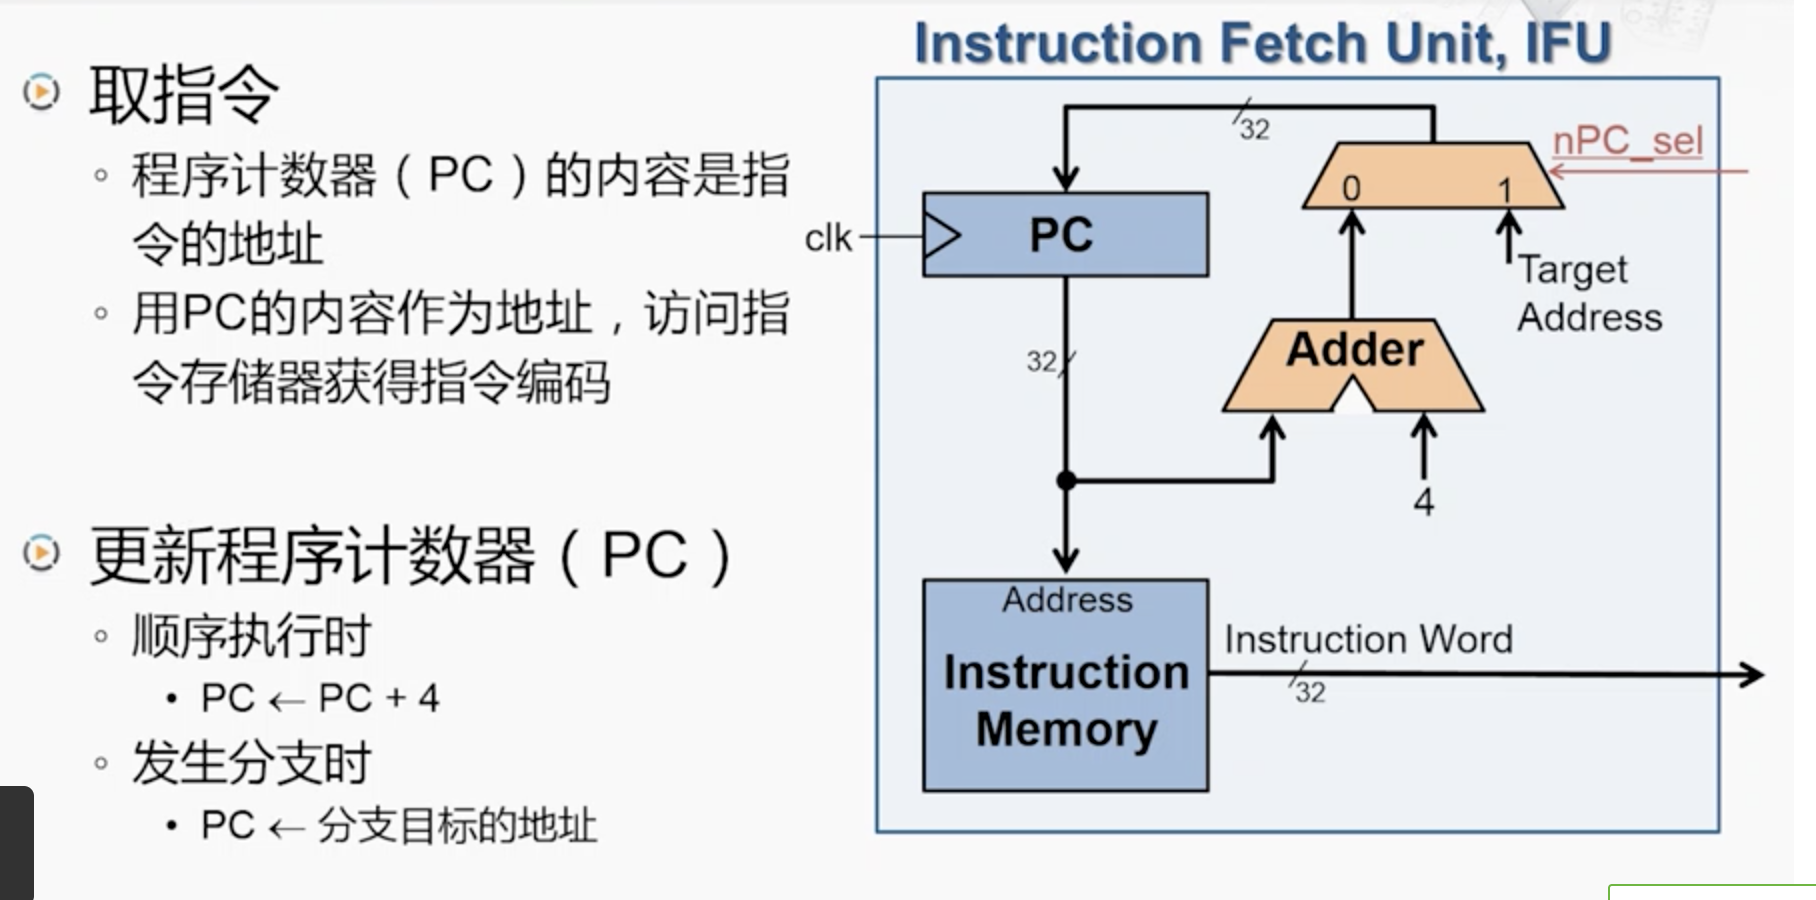 取指令
程序计数器（PC）的内容是指
令的地址
用PC的内容作为地址，访问指
令存储器获得指令编码
更新程序计数器（PC）
顺序执行时
PC ← PC + 4
发生分支时
PC ← 分支目标的地址
Instruction Fetch Unit, IFU
32
nPC_sel
0
1
clk
PC
Target
Address
Adder
32
4
Address
Instruction
Memory
Instruction Word
32